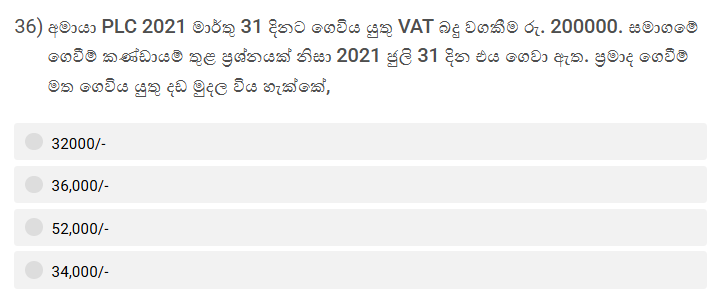 36) අමායා PLC 2021 මාර්තු 31 දිනට ගෙවිය යුතු VAT බදු වගකීම රු. 200000. සමාගමේ
ගෙවීම් කණ්ඩායම් තුළ ප්‍රශ්නයක් නිසා 2021 ජුලි 31 දින එය ගෙවා ඇත. ප්‍රමාද ගෙවීම්
මත ගෙවිය යුතු දඩ මුදල විය හැක්කේ,
32000/-
36,000/-
52,000/-
34,000/-